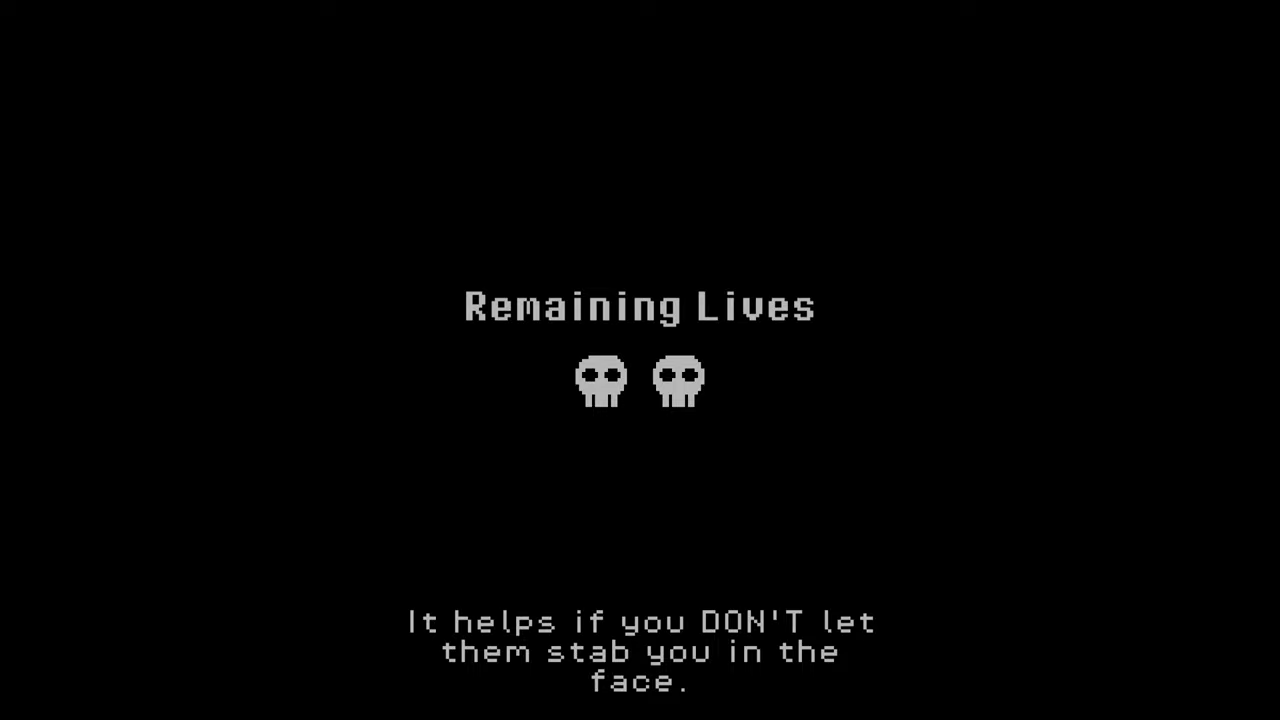 Remaining Lives
It helps if you DON'T let
them stab you in the
face.